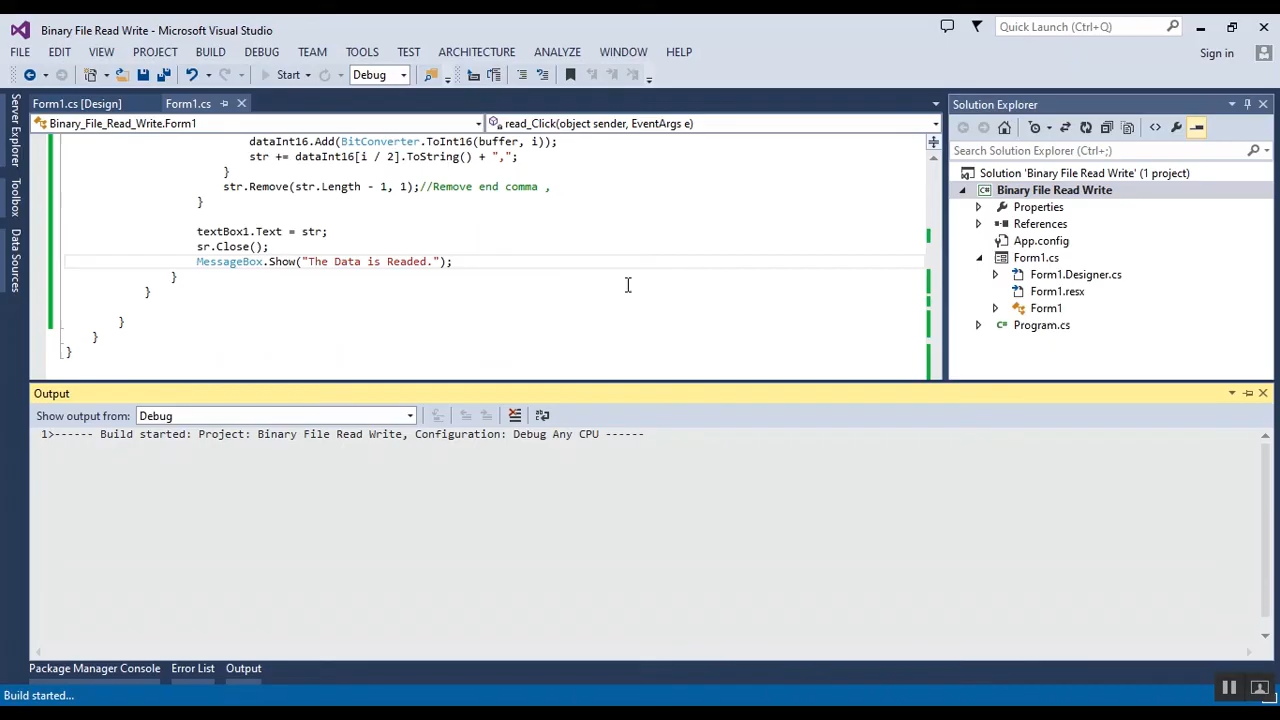 Binary File Read Write - Microsoft Visual Studio
Quick Launch (Ctrl+Q)
FILE EDIT VIEW PROJECT BUILD DEBUG TEAM TOOLS TEST ARCHITECTURE ANALYZE WINDOW HELP
Sign in
Start Debug
Server Explorer
Toolbox
Data Sources
Form1.cs [Design] Form1.cs
Binary_File_Read_Write.Form1 read_Click(object sender, EventArgs e)
dataInt16.Add(BitConverter.ToInt16(buffer, i));
str += dataInt16[i / 2].ToString() + ",";
}
str.Remove(str.Length - 1, 1);//Remove end comma ,
}
textBox1.Text = str;
sr.Close();
MessageBox.Show("The Data is Readed.");
}
}
}
}
}
Solution Explorer
Search Solution Explorer (Ctrl+;)
Solution 'Binary File Read Write' (1 project)
Binary File Read Write
Properties
References
App.config
Form1.cs
Form1.Designer.cs
Form1.resx
Form1
Program.cs
Output
Show output from: Debug
1>------ Build started: Project: Binary File Read Write, Configuration: Debug Any CPU ------
Package Manager Console Error List Output
Build started...